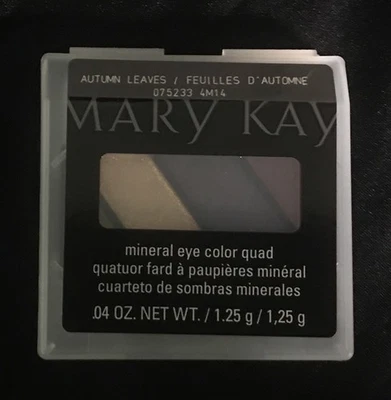 AUTUMN LEAVES / FEUILLES D'AUTOMNE
075233 4M14
MARY KAY
mineral eye color quad
quatuor fard à paupières minéral
cuarteto de sombras minerales
.04 OZ. NET WT. / 1.25 g / 1,25 g